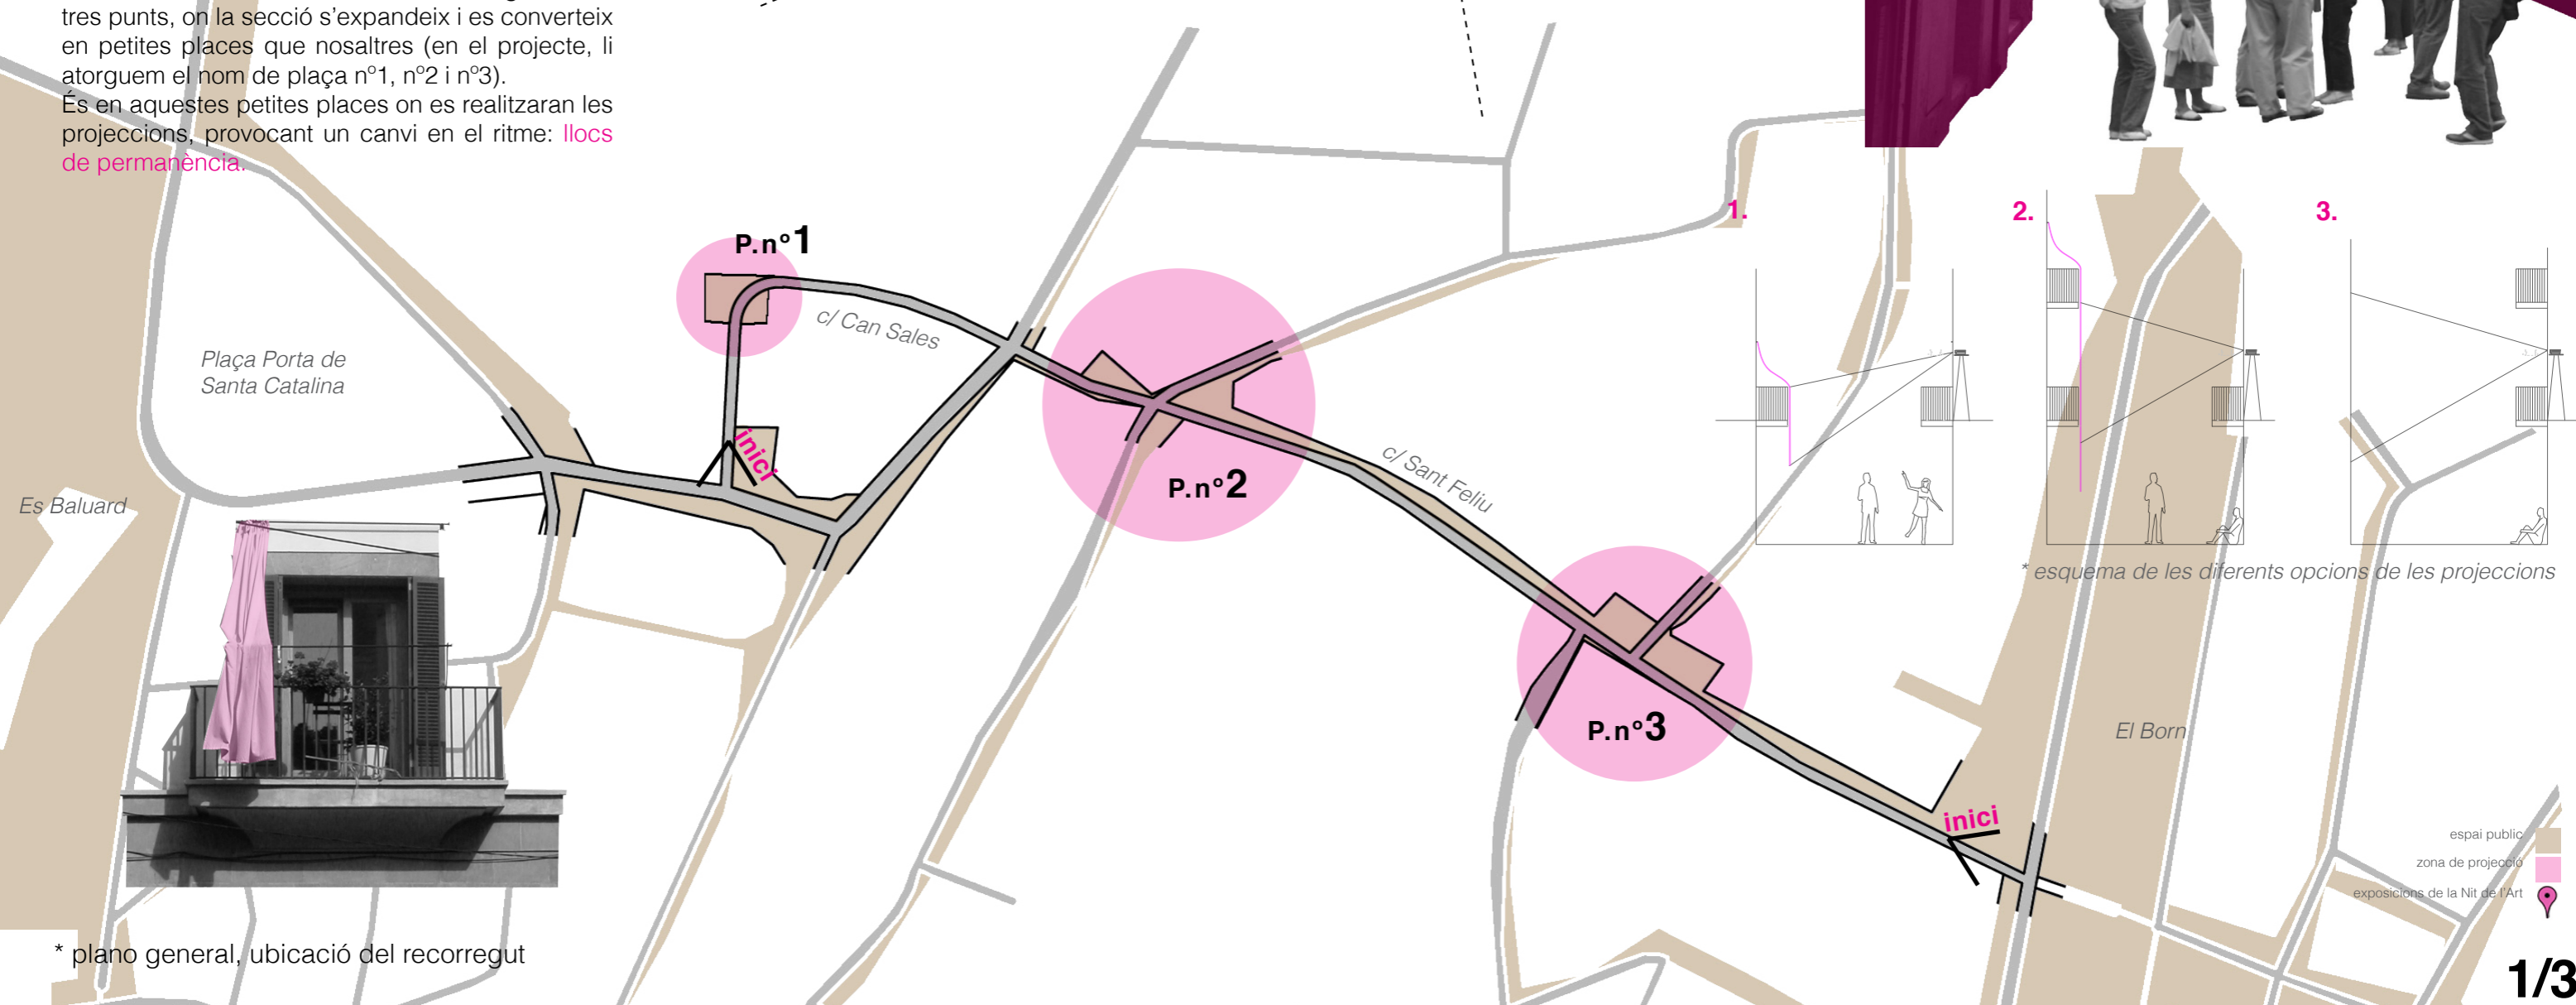 tres punts, on la secció s’expandeix i es converteix
en petites places que nosaltres (en el projecte, li
atorguem el nom de plaça nº1, nº2 i nº3).
És en aquestes petites places on es realitzaran les
projeccions, provocant un canvi en el ritme: llocs
de permanència.
P.nº1
c/ Can Sales
Plaça Porta de
Santa Catalina
Es Baluard
inici
P.nº2
c/ Sant Feliu
P.nº3
inici
El Born
1.
2.
3.
* esquema de les diferents opcions de les projeccions
espai public
zona de projecció
exposicions de la Nit de l’Art
* plano general, ubicació del recorregut
1/3